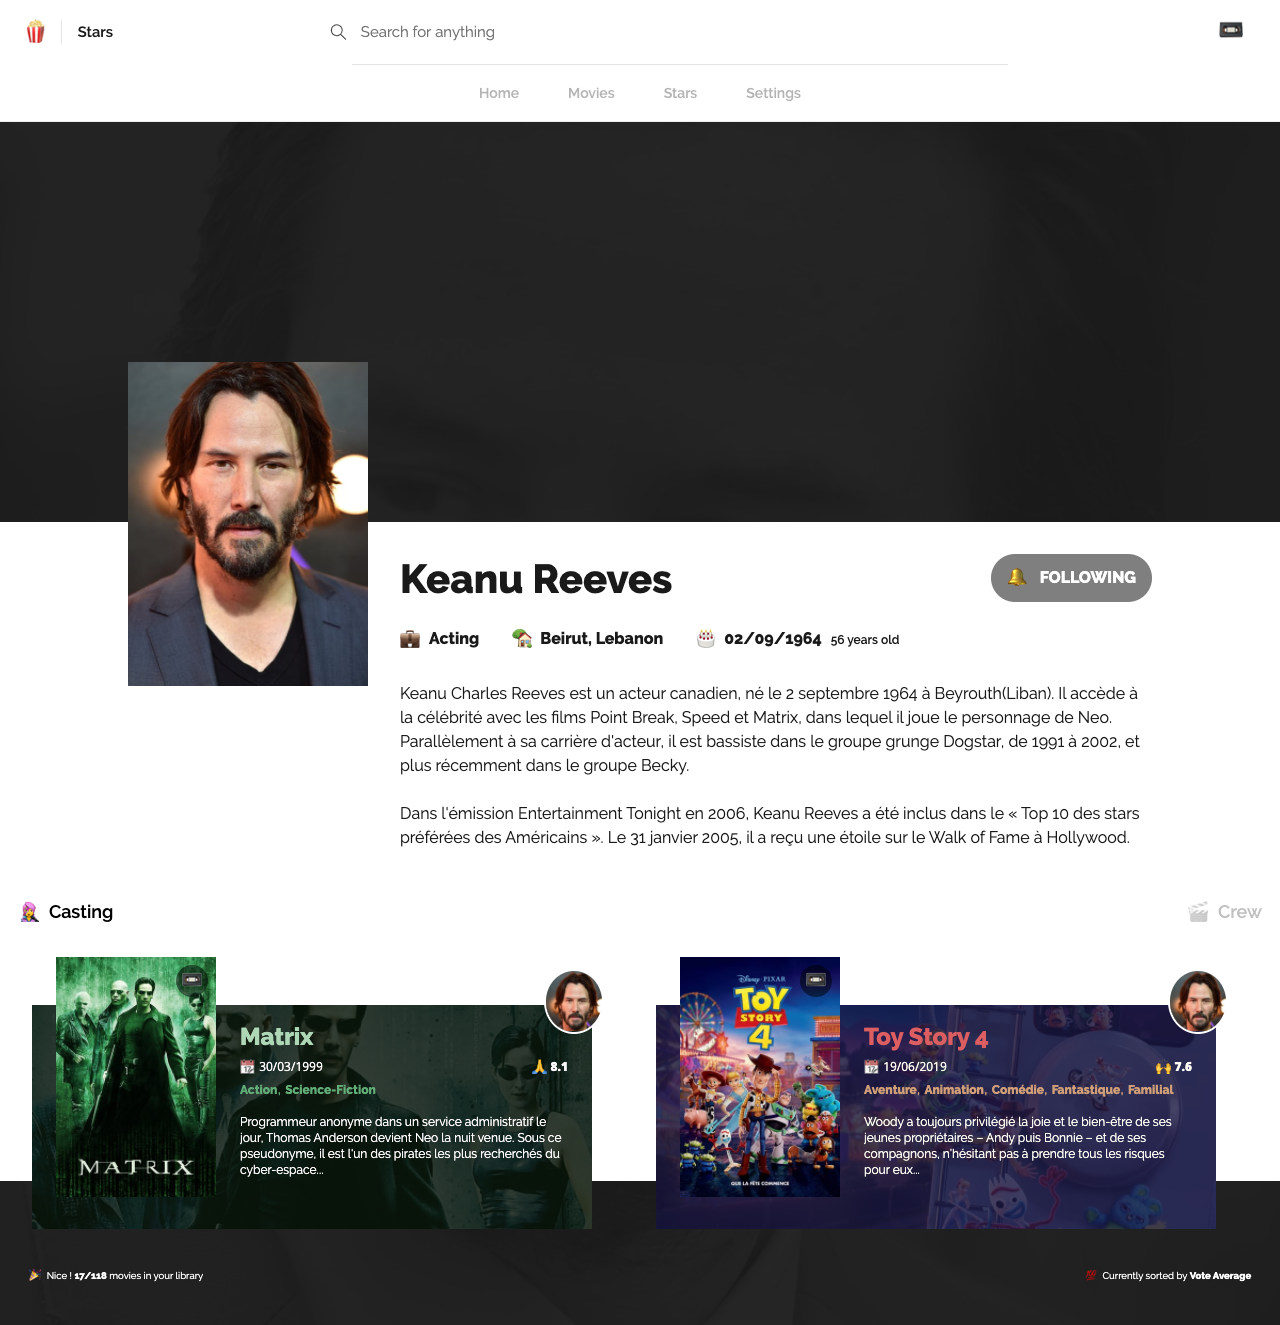 Stars
Search for anything
Home Movies Stars Settings
Keanu Reeves
FOLLOWING
Acting Beirut, Lebanon 02/09/1964 56 years old
Keanu Charles Reeves est un acteur canadien, né le 2 septembre 1964 à Beyrouth(Liban). Il accède à
la célébrité avec les films Point Break, Speed et Matrix, dans lequel il joue le personnage de Neo.
Parallèlement à sa carrière d'acteur, il est bassiste dans le groupe grunge Dogstar, de 1991 à 2002, et
plus récemment dans le groupe Becky.
Dans l'émission Entertainment Tonight en 2006, Keanu Reeves a été inclus dans le « Top 10 des stars
préférées des Américains ». Le 31 janvier 2005, il a reçu une étoile sur le Walk of Fame à Hollywood.
Casting
Crew
MATRIX
Matrix
30/03/1999 8.1
Action, Science-Fiction
Programmeur anonyme dans un service administratif le
jour, Thomas Anderson devient Neo la nuit venue. Sous ce
pseudonyme, il est l'un des pirates les plus recherchés du
cyber-espace...
Disney PIXAR
TOY
STORY
4
QUE LA FÊTE COMMENCE
Toy Story 4
19/06/2019 7.6
Aventure, Animation, Comédie, Fantastique, Familial
Woody a toujours privilégié la joie et le bien-être de ses
jeunes propriétaires – Andy puis Bonnie – et de ses
compagnons, n'hésitant pas à prendre tous les risques
pour eux...
Nice ! 17/118 movies in your library
Currently sorted by Vote Average